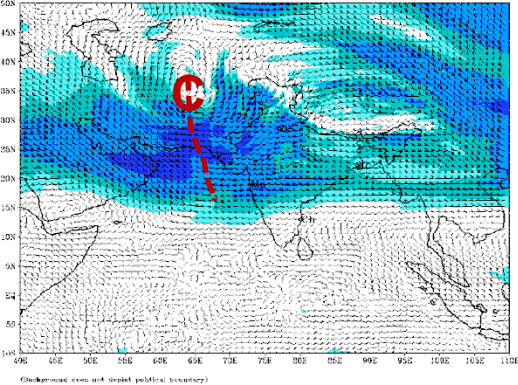 50N
45N
40N
35N
30N
25N
20N
15N
10N
5N
EQ
5S
10S
40E 45E 50E 55E 60E 65E 70E 75E 80E 85E 90E 95E 100E 105E 110E
(Background does not depict political boundary)